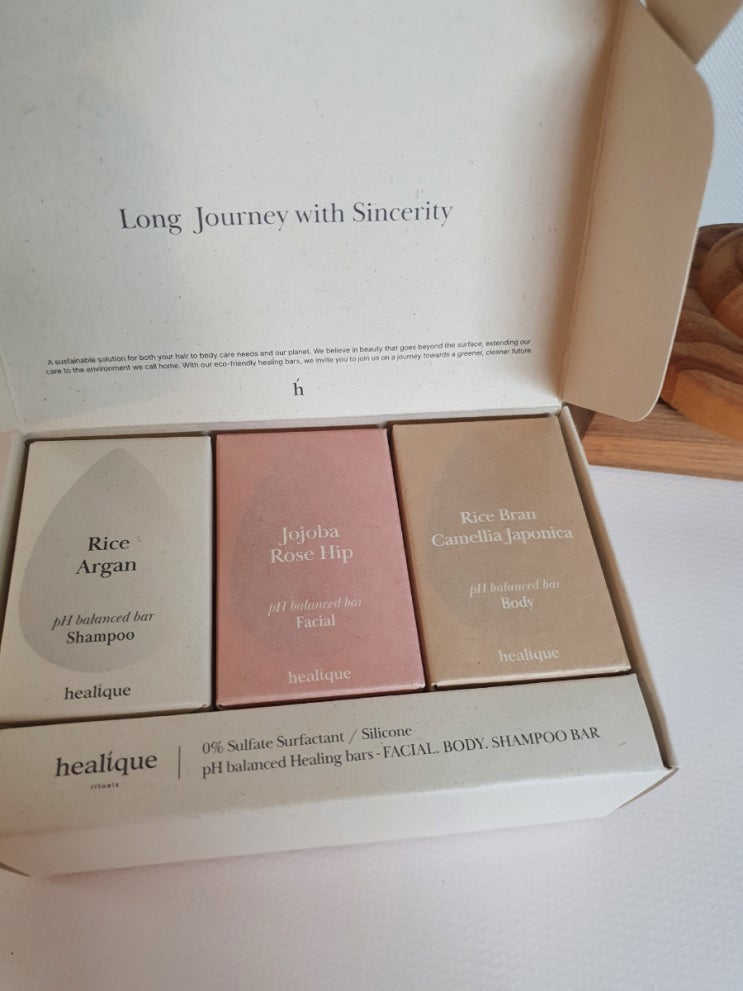 Long Journey with Sincerity
A sustainable solution for both your hair to body care needs and our planet. We believe in beauty that goes beyond the surface, extending our
care to the environment we call home. With our eco-friendly healing bars, we invite you to join us on a journey towards a greener, cleaner future.
h́
Rice
Argan
pH balanced bar
Shampoo
healíque
Jojoba
Rose Hip
pH balanced bar
Facial
healíque
Rice Bran
Camellia Japonica
pH balanced bar
Body
healíque
healíque
rituels
0% Sulfate Surfactant / Silicone
pH balanced Healing bars - FACIAL. BODY. SHAMPOO BAR